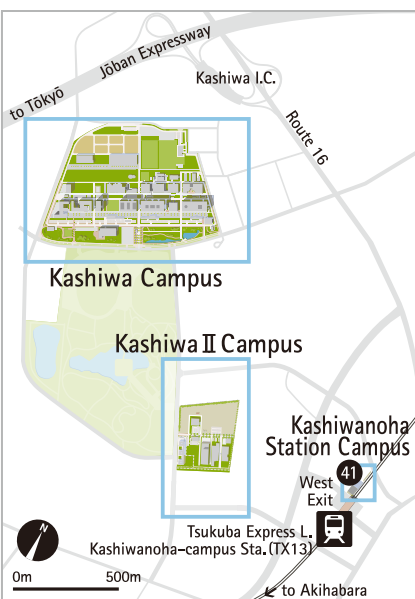 Jōban Expressway
to Tōkyō
Kashiwa I.C.
Route 16
Kashiwa Campus
Kashiwa Ⅱ Campus
Kashiwanoha
Station Campus
41
West
Exit
Tsukuba Express L.
Kashiwanoha-campus Sta.(TX13)
N
0m 500m
to Akihabara